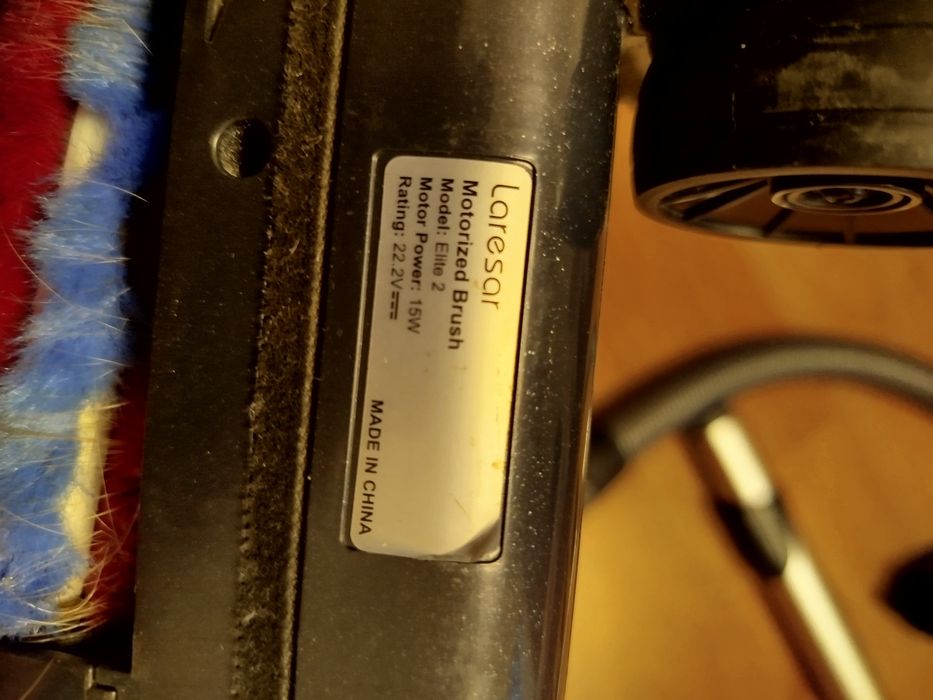 Laresar
Motorized Brush
Model: Elite 2
Motor Power: 15W
Rating: 22.2V⎓
MADE IN CHINA